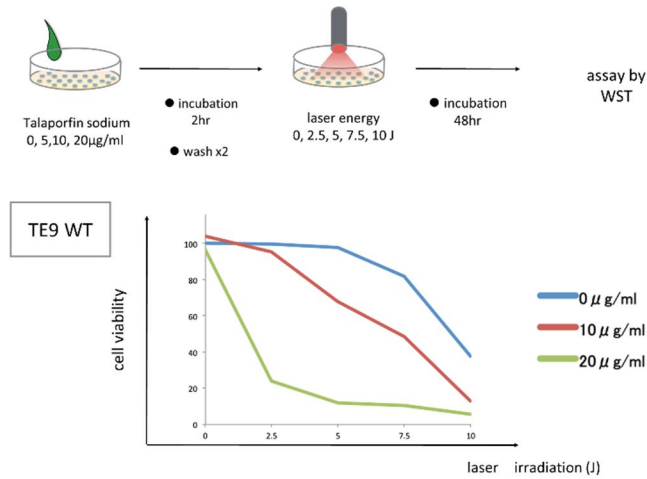 Talaporfin sodium
0, 5,10, 20μg/ml
● incubation
2hr
● wash x2
laser energy
0, 2.5, 5, 7.5, 10 J
● incubation
48hr
assay by
WST
TE9 WT
cell viability
100
80
60
40
20
0
0 2.5 5 7.5 10
laser irradiation (J)
0 μ g/ml
10 μ g/ml
20 μ g/ml